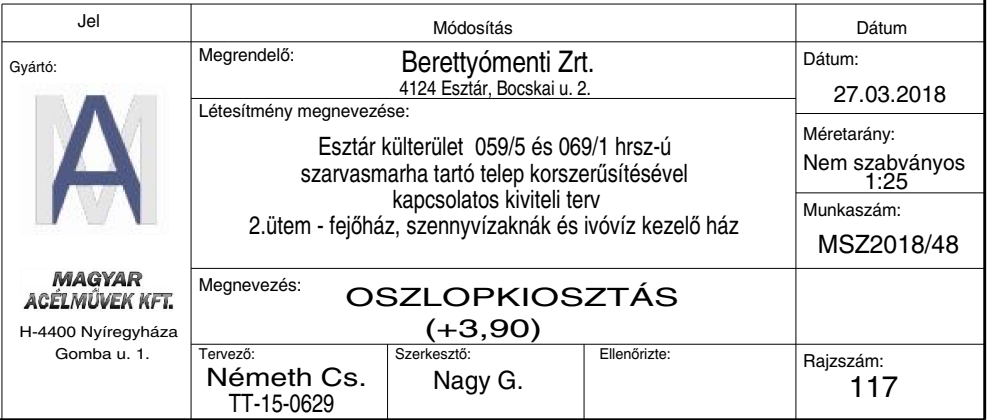 Jel
Módosítás
Dátum
Gyártó:
MAGYAR
ACÉLMŰVEK KFT.
H-4400 Nyíregyháza
Gomba u. 1.
Megrendelő:
Berettyómenti Zrt.
4124 Esztár, Bocskai u. 2.
Létesítmény megnevezése:
Esztár külterület 059/5 és 069/1 hrsz-ú
szarvasmarha tartó telep korszerűsítésével
kapcsolatos kiviteli terv
2.ütem - fejőház, szennyvízaknák és ivóvíz kezelő ház
Megnevezés:
OSZLOPKIOSZTÁS
(+3,90)
Tervező:
Németh Cs.
TT-15-0629
Szerkesztő:
Nagy G.
Ellenőrizte:
Dátum:
27.03.2018
Méretarány:
Nem szabványos
1:25
Munkaszám:
MSZ2018/48
Rajzszám:
117